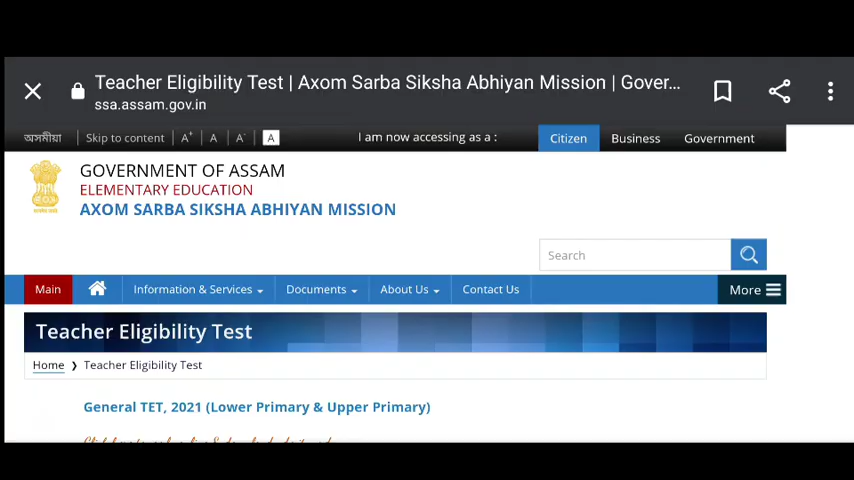 Teacher Eligibility Test | Axom Sarba Siksha Abhiyan Mission | Gover...
ssa.assam.gov.in
অসমীয়া Skip to content A+ A A- A I am now accessing as a : Citizen Business Government
GOVERNMENT OF ASSAM
ELEMENTARY EDUCATION
AXOM SARBA SIKSHA ABHIYAN MISSION
Search
Main Information & Services Documents About Us Contact Us More
Teacher Eligibility Test
Home ❯ Teacher Eligibility Test
General TET, 2021 (Lower Primary & Upper Primary)